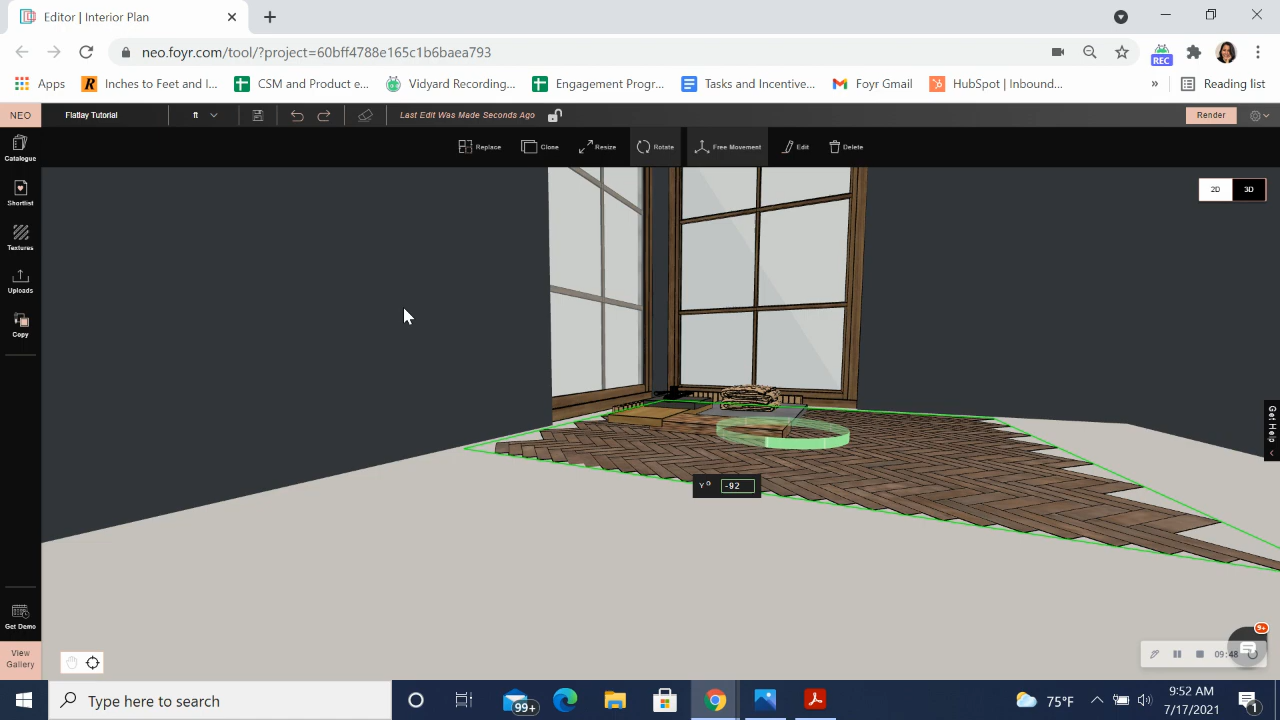 Editor | Interior Plan
neo.foyr.com/tool/?project=60bff4788e165c1b6baea793
REC
Apps
Inches to Feet and I...
CSM and Product e...
Vidyard Recording...
Engagement Progr...
Tasks and Incentive...
Foyr Gmail
HubSpot | Inbound...
»
Reading list
NEO
Flatlay Tutorial
ft
Last Edit Was Made Seconds Ago
Render
Catalogue
Shortlist
Textures
Uploads
Copy
Get Demo
View
Gallery
Replace
Clone
Resize
Rotate
Free Movement
Edit
Delete
2D
3D
Get Help
Y° -92
9+
09:48
Type here to search
99+
75°F
9:52 AM
7/17/2021
1